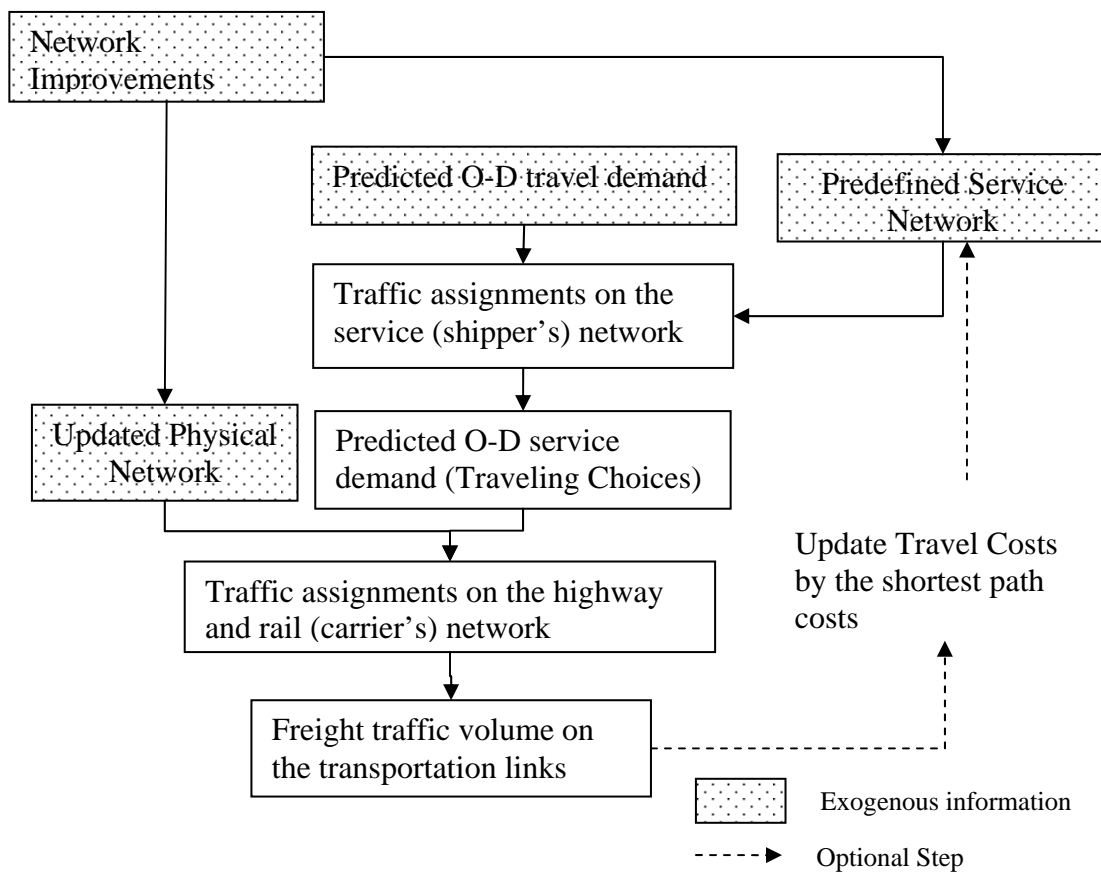 Network
Improvements
Predicted O-D travel demand
Predefined Service
Network
Traffic assignments on the
service (shipper's) network
Updated Physical
Network
Predicted O-D service
demand (Traveling Choices)
Update Travel Costs
by the shortest path
costs
Traffic assignments on the highway
and rail (carrier's) network
Freight traffic volume on
the transportation links
Exogenous information
Optional Step